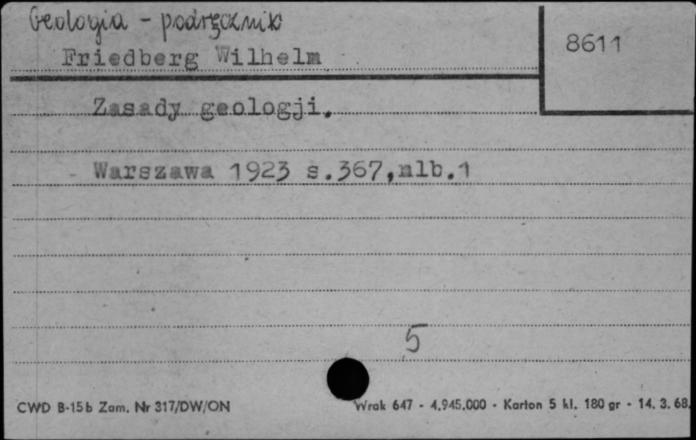 Geologia - podręcznik
Friedberg Wilhelm
8611
Zasady geologji.
Warszawa 1923 s.367,nlb.1
5
CWD B-15b Zam. Nr 317/DW/ON Wrak 647 - 4.945.000 - Karton 5 kl. 180 gr - 14. 3. 68.